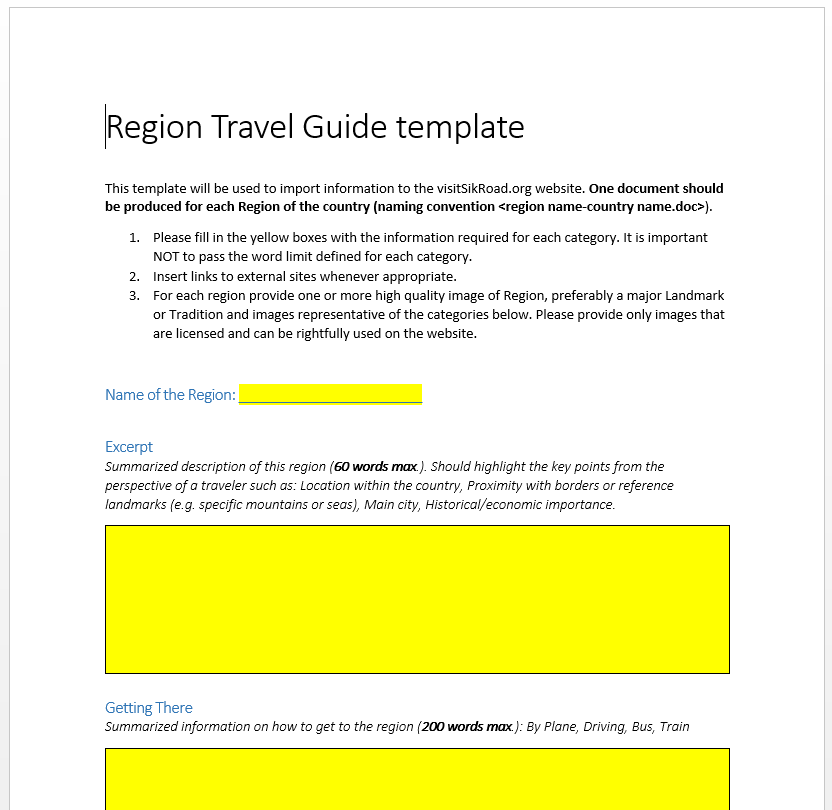 Region Travel Guide template
This template will be used to import information to the visitSikRoad.org website. One document should
be produced for each Region of the country (naming convention <region name-country name.doc>).
1. Please fill in the yellow boxes with the information required for each category. It is important
NOT to pass the word limit defined for each category.
2. Insert links to external sites whenever appropriate.
3. For each region provide one or more high quality image of Region, preferably a major Landmark
or Tradition and images representative of the categories below. Please provide only images that
are licensed and can be rightfully used on the website.
Name of the Region:
Excerpt
Summarized description of this region (60 words max.). Should highlight the key points from the
perspective of a traveler such as: Location within the country, Proximity with borders or reference
landmarks (e.g. specific mountains or seas), Main city, Historical/economic importance.
Getting There
Summarized information on how to get to the region (200 words max.): By Plane, Driving, Bus, Train